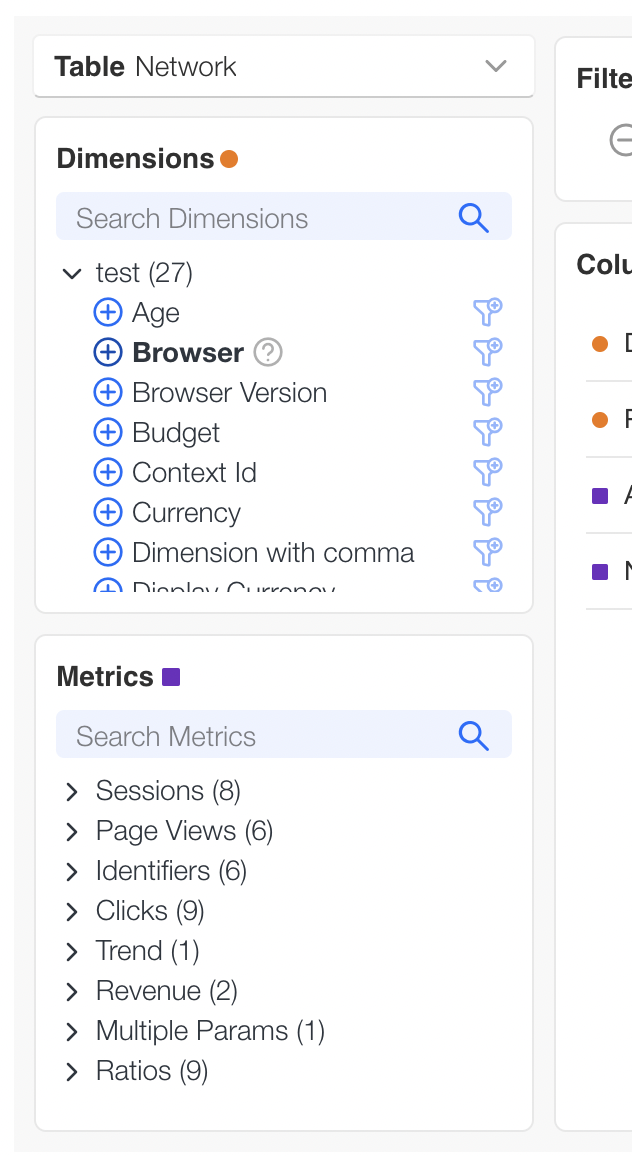 Table Network
Dimensions
Search Dimensions
test (27)
Age
Browser
Browser Version
Budget
Context Id
Currency
Dimension with comma
Display Currency
Metrics
Search Metrics
Sessions (8)
Page Views (6)
Identifiers (6)
Clicks (9)
Trend (1)
Revenue (2)
Multiple Params (1)
Ratios (9)
Filte
Colu